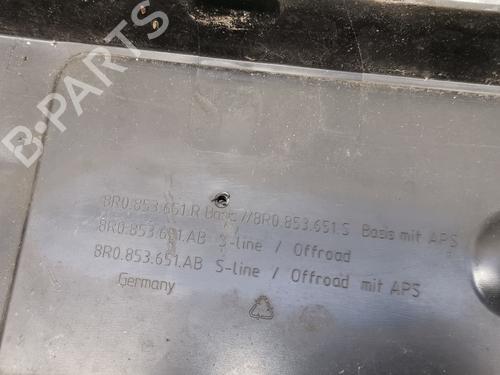 B-PARTS
8R0.853.651.R Basis //8R0.853.651.S Basis mit APS
8R0.853.651.AB S-line / Offroad
8R0.853.651.AB S-line / Offroad mit APS
Germany